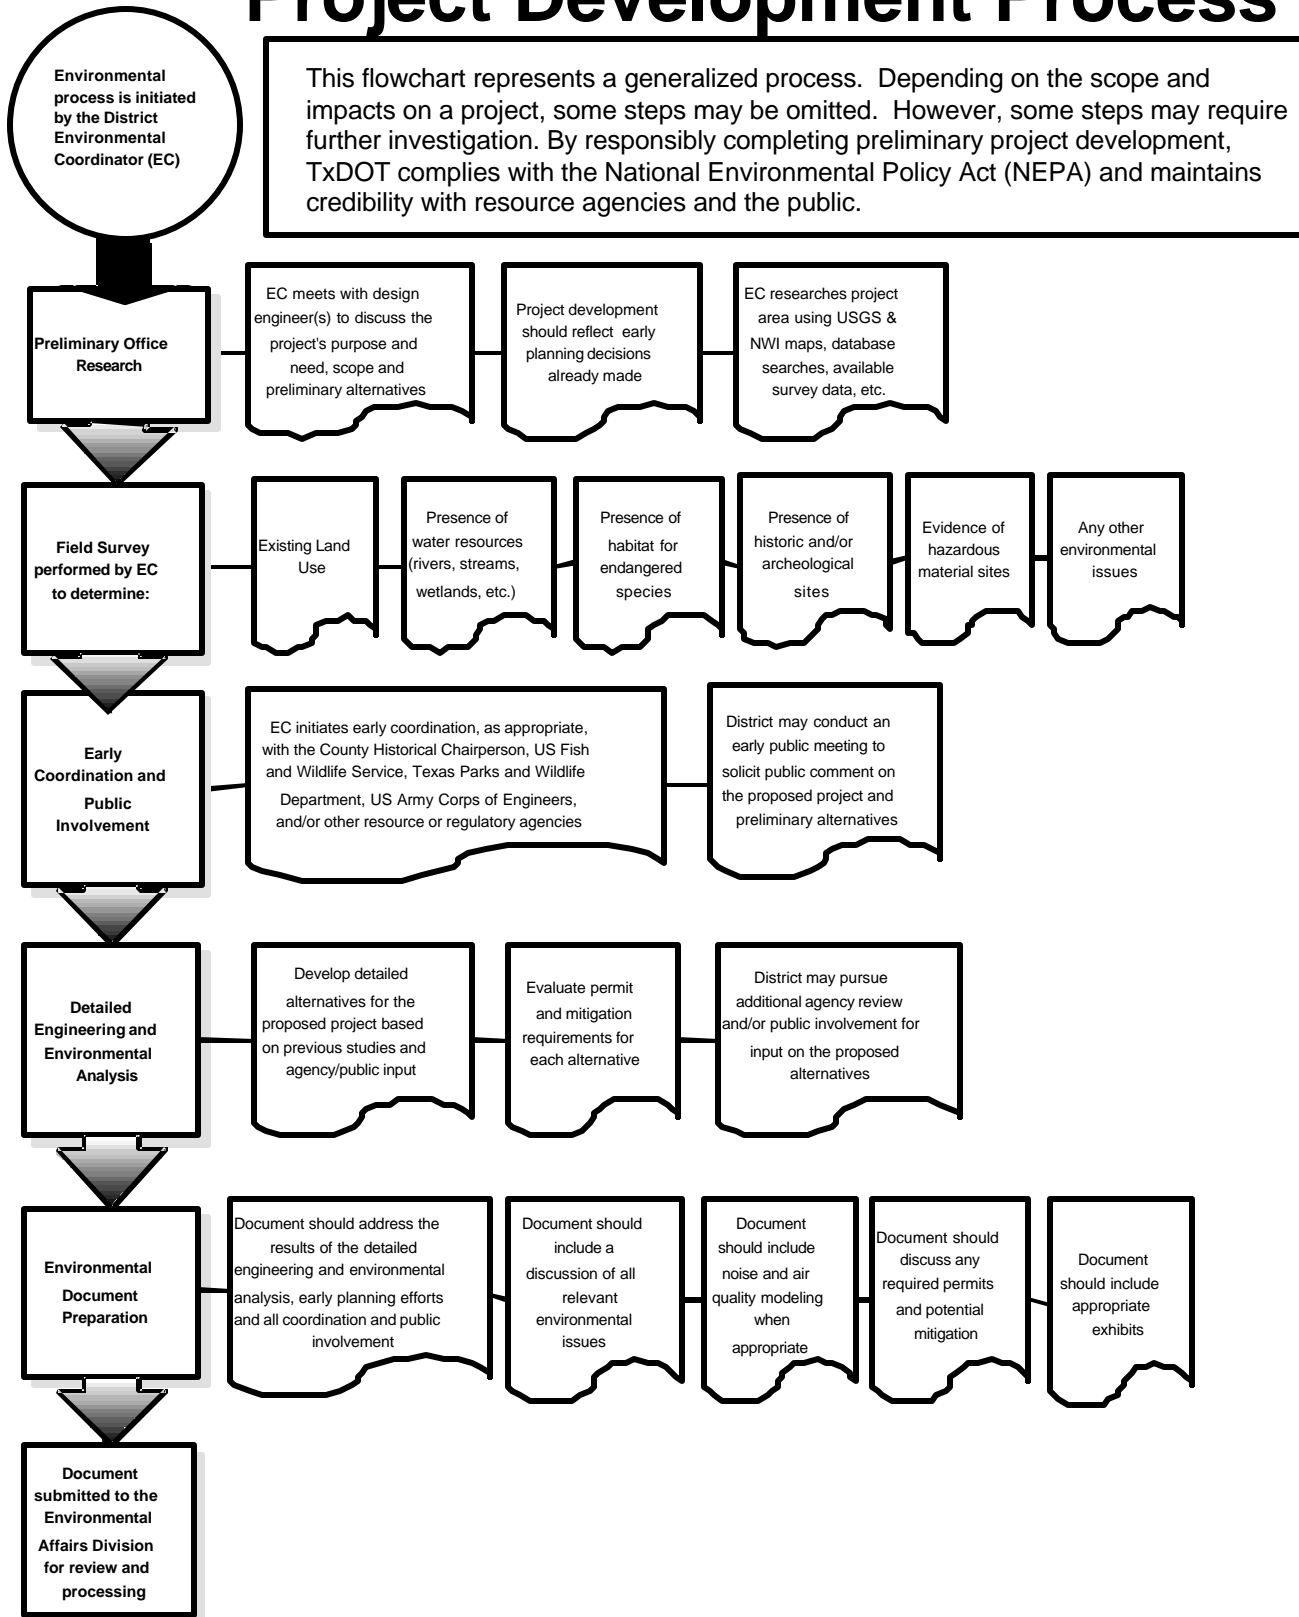 Project Development Process
Environmental
process is initiated
by the District
Environmental
Coordinator (EC)
This flowchart represents a generalized process.  Depending on the scope and
impacts on a project, some steps may be omitted.  However, some steps may require
further investigation. By responsibly completing preliminary project development,
TxDOT complies with the National Environmental Policy Act (NEPA) and maintains
credibility with resource agencies and the public.
Preliminary Office
Research
EC meets with design
engineer(s) to discuss the
project's purpose and
need, scope and
preliminary alternatives
Project development
should reflect early
planning decisions
already made
EC researches project
area using USGS &
NWI maps, database
searches, available
survey data, etc.
Field Survey
performed by EC
to determine:
Existing Land
Use
Presence of
water resources
(rivers, streams,
wetlands, etc.)
Presence of
habitat for
endangered
species
Presence of
historic and/or
archeological
sites
Evidence of
hazardous
material sites
Any other
environmental
issues
Early
Coordination and
Public
Involvement
EC initiates early coordination, as appropriate,
with the County Historical Chairperson, US Fish
and Wildlife Service, Texas Parks and Wildlife
Department, US Army Corps of Engineers,
and/or other resource or regulatory agencies
District may conduct an
early public meeting to
solicit public comment on
the proposed project and
preliminary alternatives
Detailed
Engineering and
Environmental
Analysis
Develop detailed
alternatives for the
proposed project based
on previous studies and
agency/public input
Evaluate permit
and mitigation
requirements for
each alternative
District may pursue
additional agency review
and/or public involvement for
input on the proposed
alternatives
Environmental
Document
Preparation
Document should address the
results of the detailed
engineering and environmental
analysis, early planning efforts
and all coordination and public
involvement
Document should
include a
discussion of all
relevant
environmental
issues
Document
should include
noise and air
quality modeling
when
appropriate
Document should
discuss any
required permits
and potential
mitigation
Document
should include
appropriate
exhibits
Document
submitted to the
Environmental
Affairs Division
for review and
processing